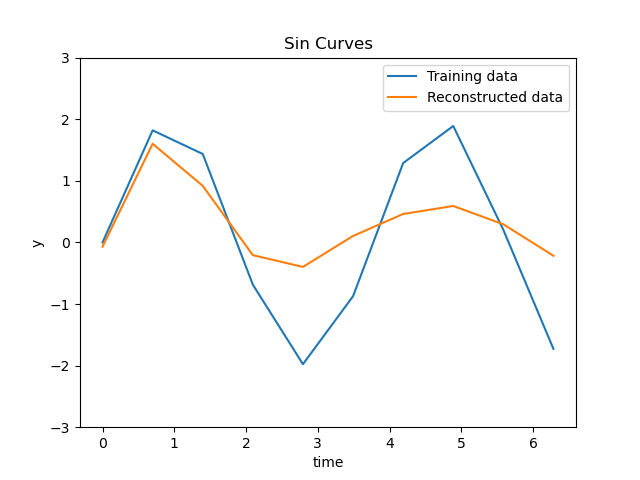 Sin Curves
Training data
Reconstructed data
3
2
1
0
−1
−2
−3
y
0 1 2 3 4 5 6
time